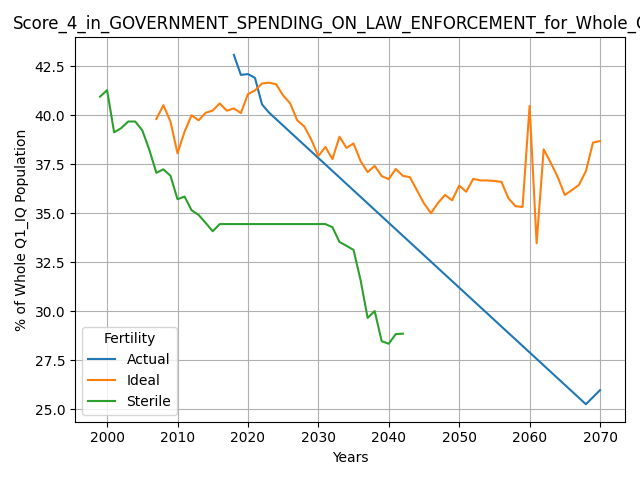 Score_4_in_GOVERNMENT_SPENDING_ON_LAW_ENFORCEMENT_for_Whole_
% of Whole Q1_IQ Population
42.5
40.0
37.5
35.0
32.5
30.0
27.5
25.0
Fertility
Actual
Ideal
Sterile
2000 2010 2020 2030 2040 2050 2060 2070
Years